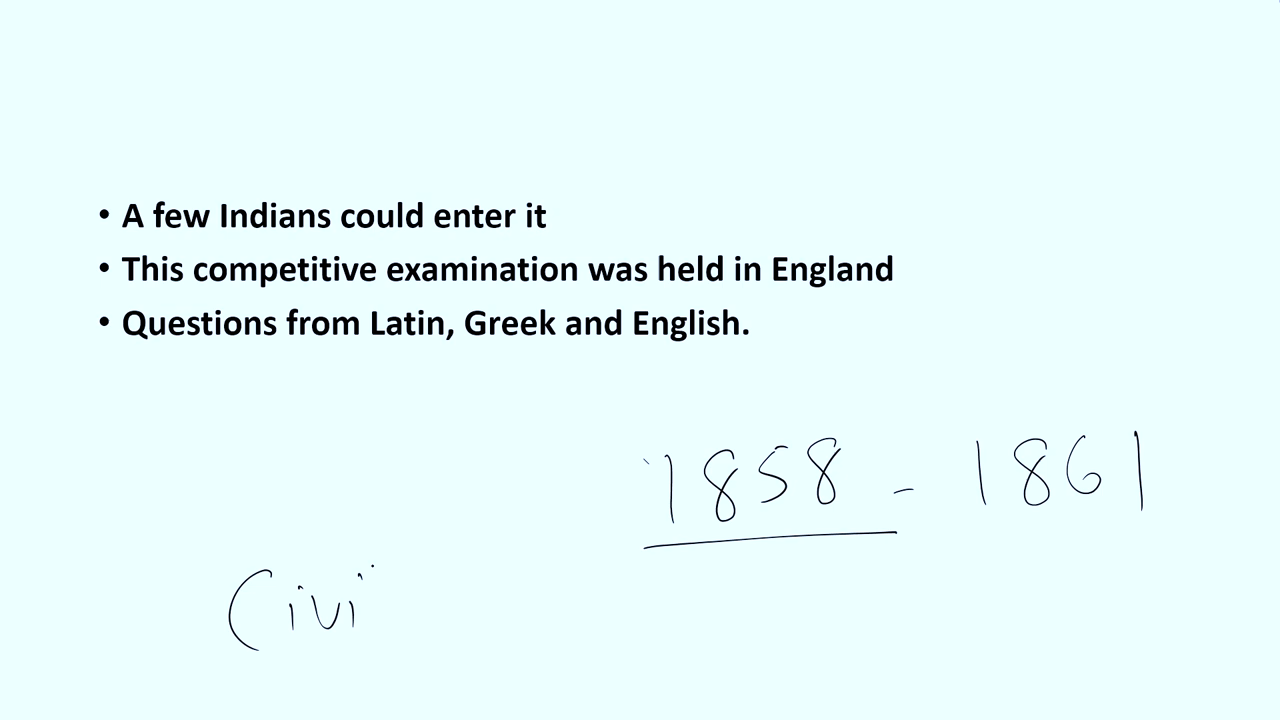 • A few Indians could enter it
• This competitive examination was held in England
• Questions from Latin, Greek and English.
1858 - 1861
Civi